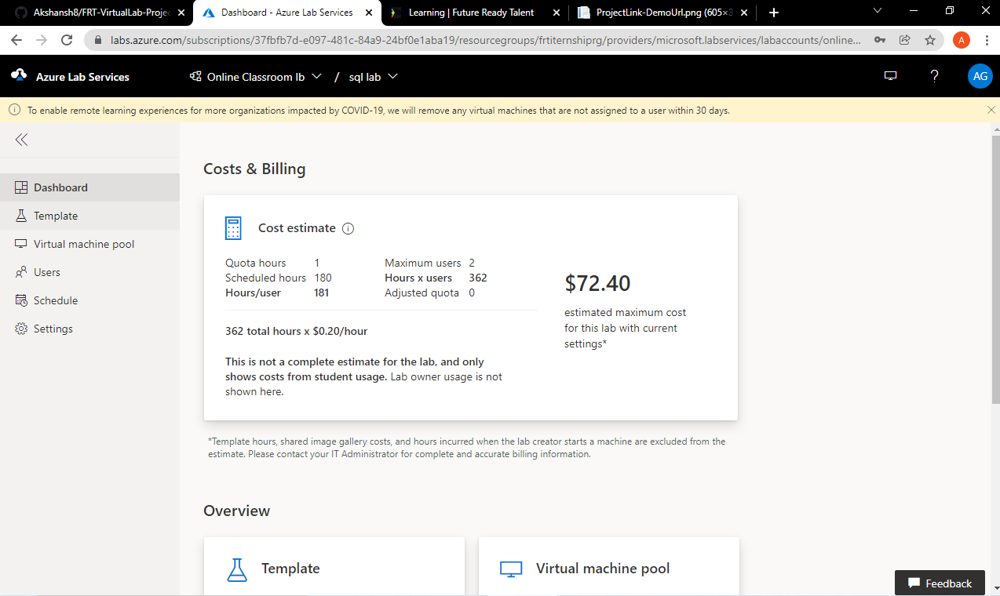 Akshansh8/FRT-VirtualLab-Projec
Dashboard - Azure Lab Services
Learning | Future Ready Talent
ProjectLink-DemoUrl.png (605×3
labs.azure.com/subscriptions/37fbfb7d-e097-481c-84a9-24bf0e1aba19/resourcegroups/frtiternshiprg/providers/microsoft.labservices/labaccounts/online...
A
Azure Lab Services
Online Classroom lb / sql lab
?
AG
To enable remote learning experiences for more organizations impacted by COVID-19, we will remove any virtual machines that are not assigned to a user within 30 days.
Dashboard
Template
Virtual machine pool
Users
Schedule
Settings
Costs & Billing
Cost estimate
Quota hours 1
Scheduled hours 180
Hours/user 181
Maximum users 2
Hours x users 362
Adjusted quota 0
362 total hours x $0.20/hour
This is not a complete estimate for the lab, and only
shows costs from student usage. Lab owner usage is not
shown here.
$72.40
estimated maximum cost
for this lab with current
settings*
*Template hours, shared image gallery costs, and hours incurred when the lab creator starts a machine are excluded from the
estimate. Please contact your IT Administrator for complete and accurate billing information.
Overview
Template
Virtual machine pool
Feedback